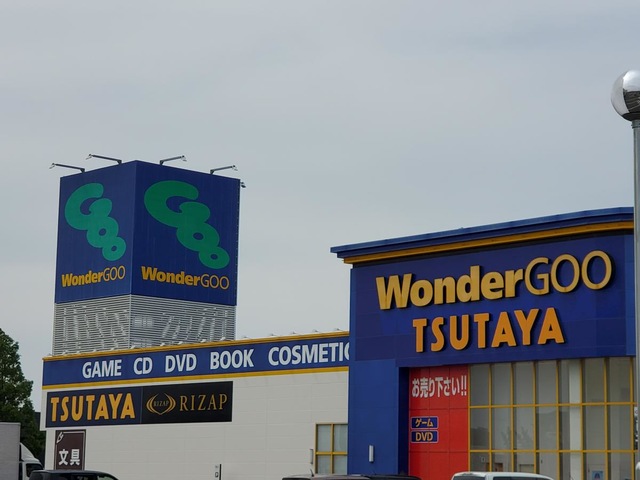 Goo
WonderGOO
Goo
WonderGOO
WonderGOO
TSUTAYA
GAME CD DVD BOOK COSMETIC
TSUTAYA
RIZAP
RIZAP
お売り下さい!!
ゲーム
DVD
文具